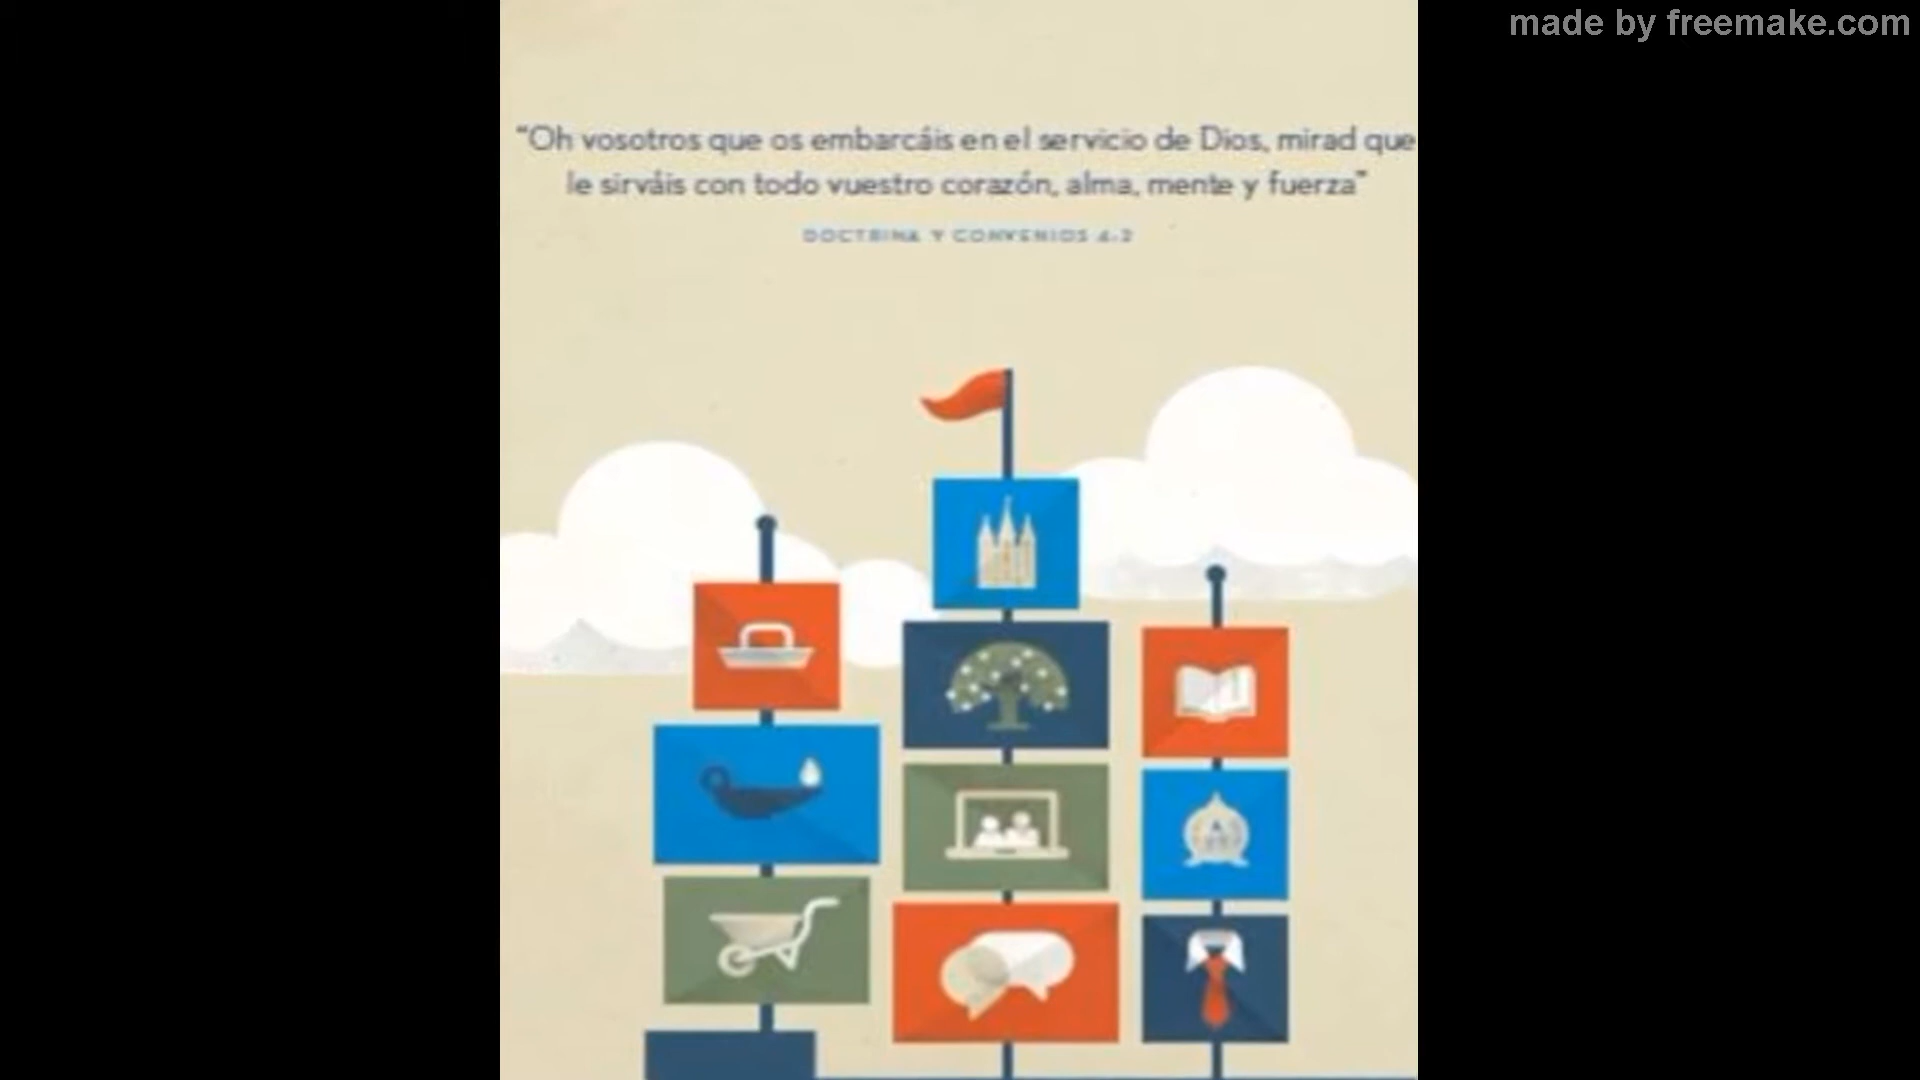 made by freemake.com
"Oh vosotros que os embarcáis en el servicio de Dios, mirad que
le sirváis con todo vuestro corazón, alma, mente y fuerza"
DOCTRINA Y CONVENIOS 4:2